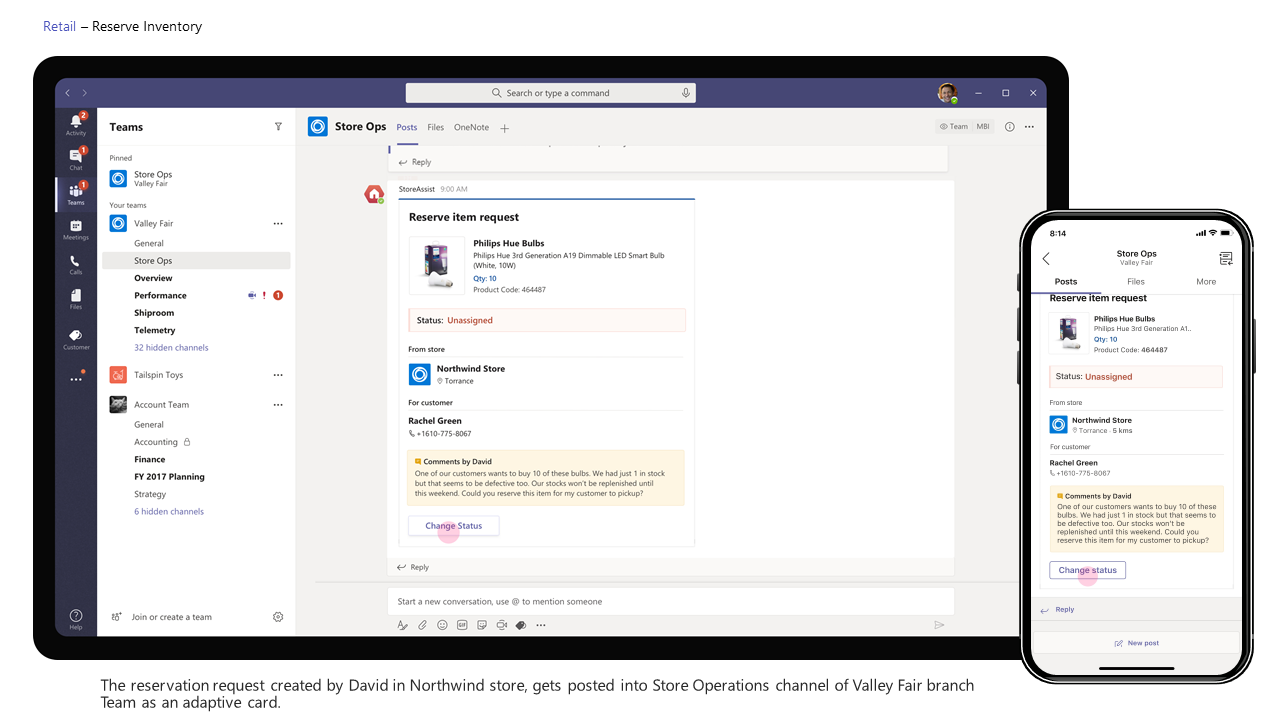 Retail – Reserve Inventory
Search or type a command
Activity
2
Chat
1
Teams
1
Meetings
Calls
Files
Customer
Help
Teams
Pinned
Store Ops
Valley Fair
Your teams
Valley Fair
General
Store Ops
Overview
Performance
! 1
Shiproom
Telemetry
32 hidden channels
Tailspin Toys
Account Team
General
Accounting
Finance
FY 2017 Planning
Strategy
6 hidden channels
Join or create a team
Store Ops Posts Files OneNote
Team MBI
Reply
StoreAssist 9:00 AM
Reserve item request
Philips Hue Bulbs
Philips Hue 3rd Generation A19 Dimmable LED Smart Bulb
(White, 10W)
Qty: 10
Product Code: 464487
Status: Unassigned
From store
Northwind Store
Torrance
For customer
Rachel Green
+1610-775-8067
Comments by David
One of our customers wants to buy 10 of these bulbs. We had just 1 in stock
but that seems to be defective too. Our stocks won't be replenished until
this weekend. Could you reserve this item for my customer to pickup?
Change Status
Reply
Start a new conversation, use @ to mention someone
GIF
8:14
Store Ops
Valley Fair
Posts Files More
Reserve item request
Philips Hue Bulbs
Philips Hue 3rd Generation A1..
Qty: 10
Product Code: 464487
Status: Unassigned
From store
Northwind Store
Torrance · 5 kms
For customer
Rachel Green
+1610-775-8067
Comments by David
One of our customers wants to buy 10 of these
bulbs. We had just 1 in stock but that seems to
be defective too. Our stocks won't be
replenished until this weekend. Could you
reserve this item for my customer to pickup?
Change status
Reply
New post
The reservation request created by David in Northwind store, gets posted into Store Operations channel of Valley Fair branch
Team as an adaptive card.